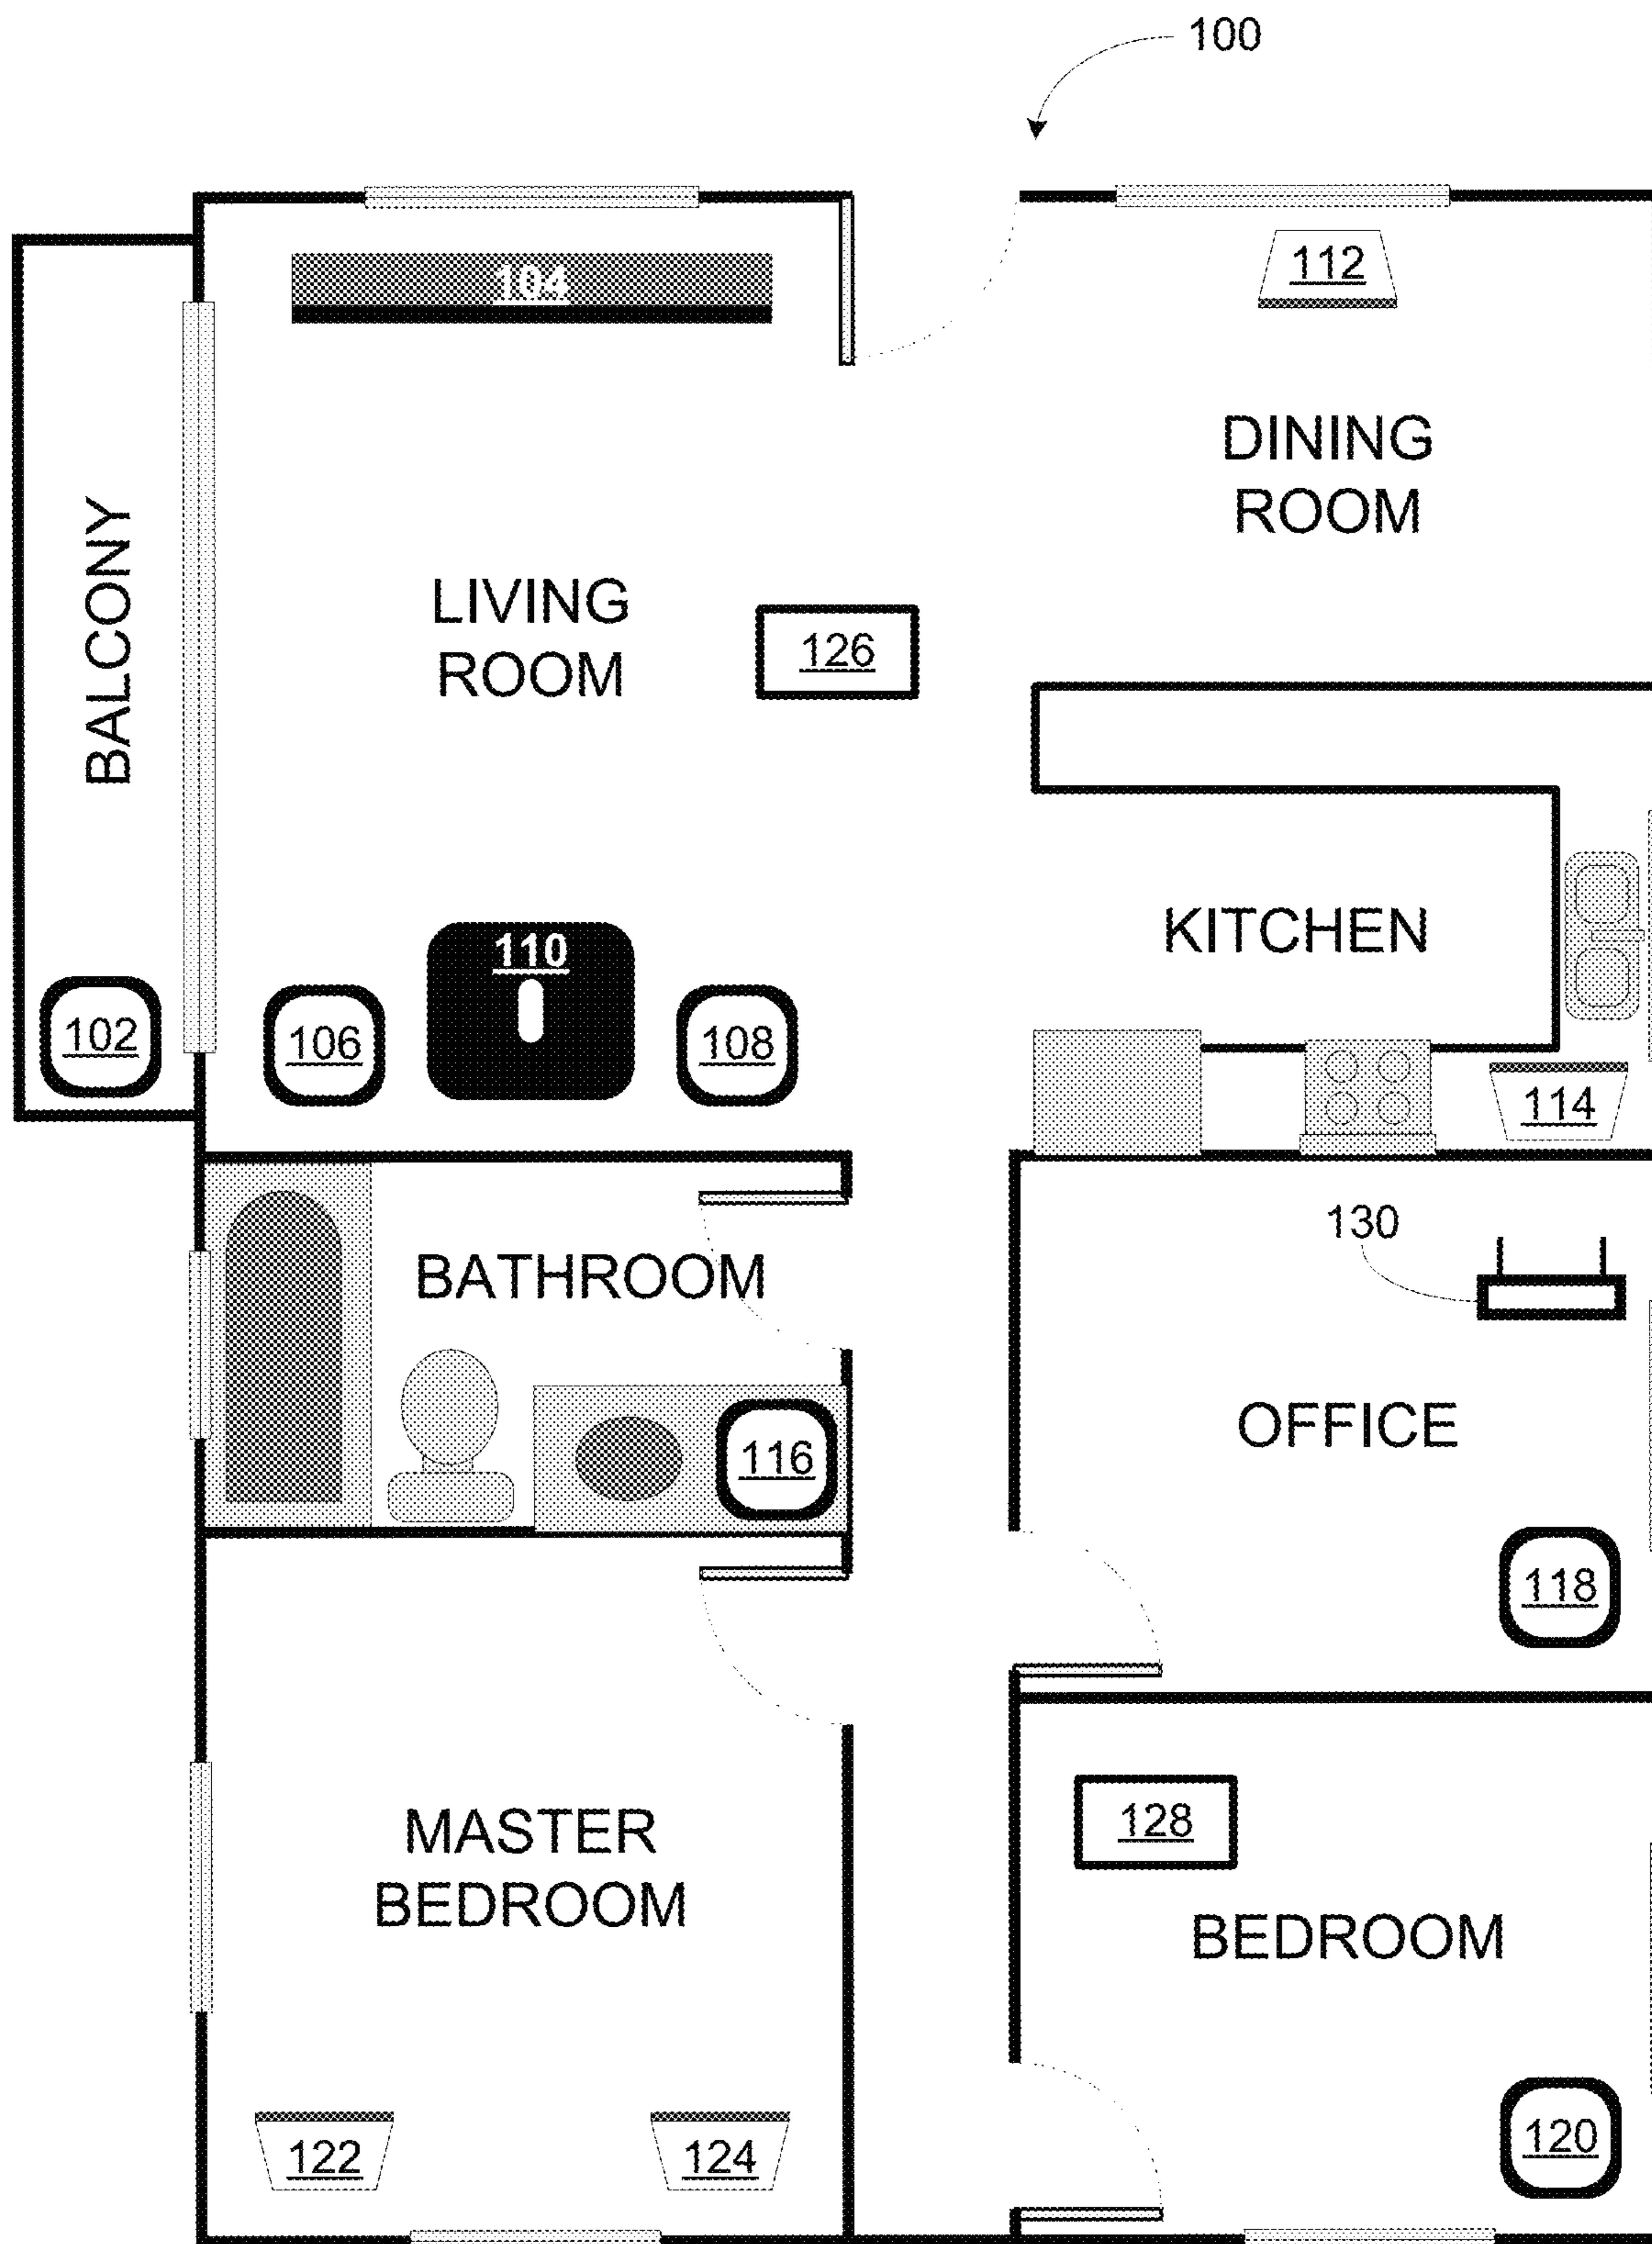 100
104
112
DINING
ROOM
BALCONY
LIVING
ROOM
126
KITCHEN
110
102
106
108
114
130
BATHROOM
OFFICE
116
118
128
MASTER
BEDROOM
BEDROOM
122
124
120